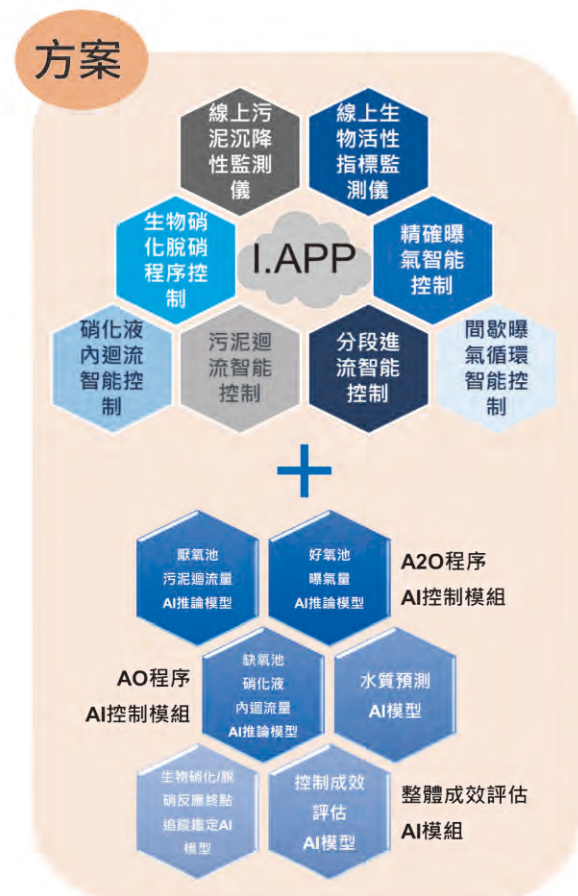 方案
線上污
泥沉降
性監測
儀
線上生
物活性
指標監
測儀
生物硝
化脫硝
程序控
制
I.APP
精確曝
氣智能
控制
硝化液
內迴流
智能控
制
污泥迴
流智能
控制
分段進
流智能
控制
間歇曝
氣循環
智能控
制
+
厭氧池
污泥迴流量
AI推論模型
好氧池
曝氣量
AI推論模型
A2O程序
AI控制模組
AO程序
AI控制模組
缺氧池
硝化液
內迴流量
AI推論模型
水質預測
AI模型
生物硝化/脫
硝反應終點
追蹤鑑定AI
模型
控制成效
評估
AI模型
整體成效評估
AI模組